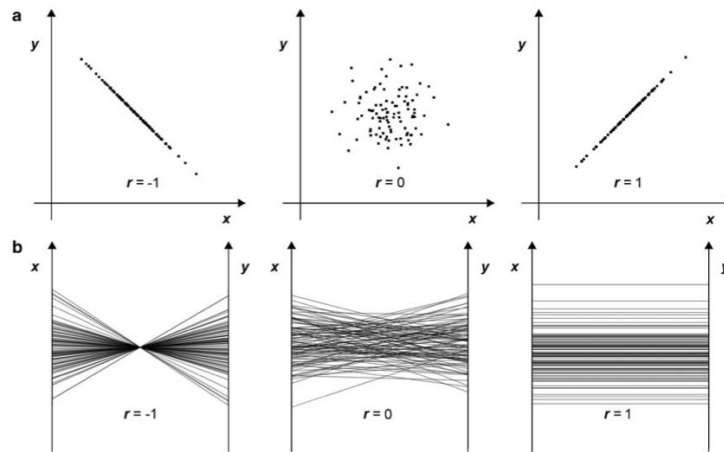 a
y y y
r = -1 r = 0 r = 1
x x x
b
x y x y x y
r = -1 r = 0 r = 1